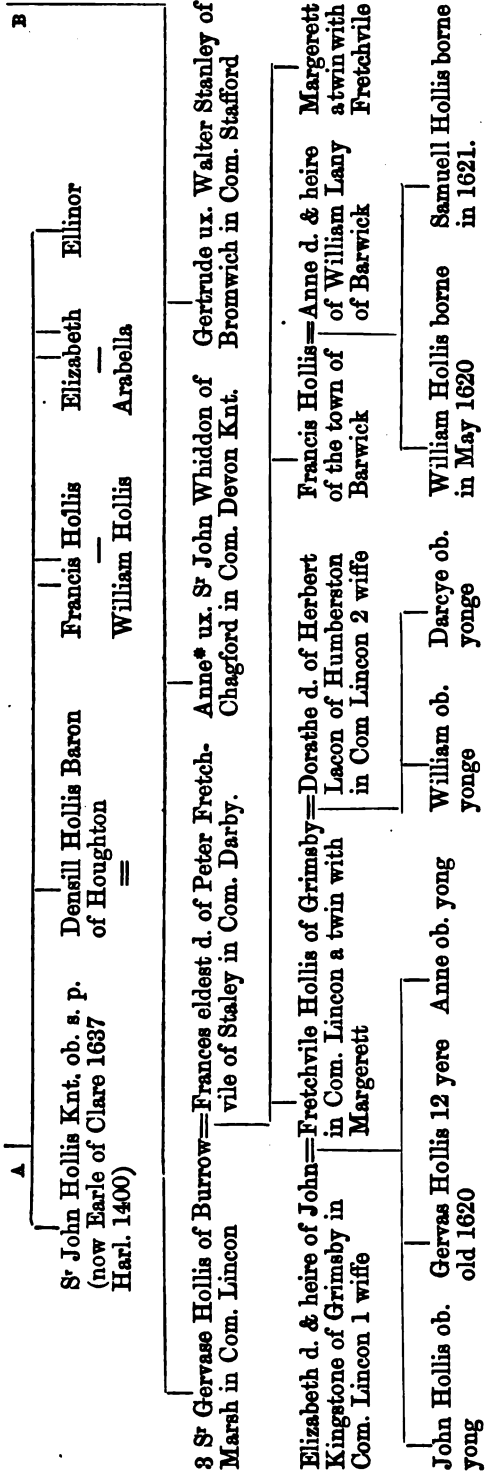 A
B
Sr John Hollis Knt. ob. s. p.
(now Earle of Clare 1637
Harl. 1400)
Densill Hollis Baron
of Houghton
=
Francis Hollis
—
William Hollis
Elizabeth
—
Arabella
Ellinor
3 Sr Gervase Hollis of Burrow=Frances eldest d. of Peter Fretch-
Marsh in Com. Lincon
vile of Staley in Com. Darby.
Anne* ux. Sr John Whiddon of
Chagford in Com. Devon Knt.
Gertrude ux. Walter Stanley of
Bromwich in Com. Stafford
Elizabeth d. & heire of John=Fretchvile Hollis of Grimsby=Dorathe d. of Herbert
Kingstone of Grimsby in
Com. Lincon 1 wiffe
in Com. Lincon a twin with
Margerett
Lacon of Humberston
in Com Lincon 2 wiffe
Francis Hollis=Anne d. & heire
of the town of
Barwick
of William Lany
of Barwick
Margerett
a twin with
Fretchvile
John Hollis ob.
yong
Gervas Hollis 12 yere
old 1620
Anne ob. yong
William ob.
yonge
Darcye ob.
yonge
William Hollis borne
in May 1620
Samuell Hollis borne
in 1621.